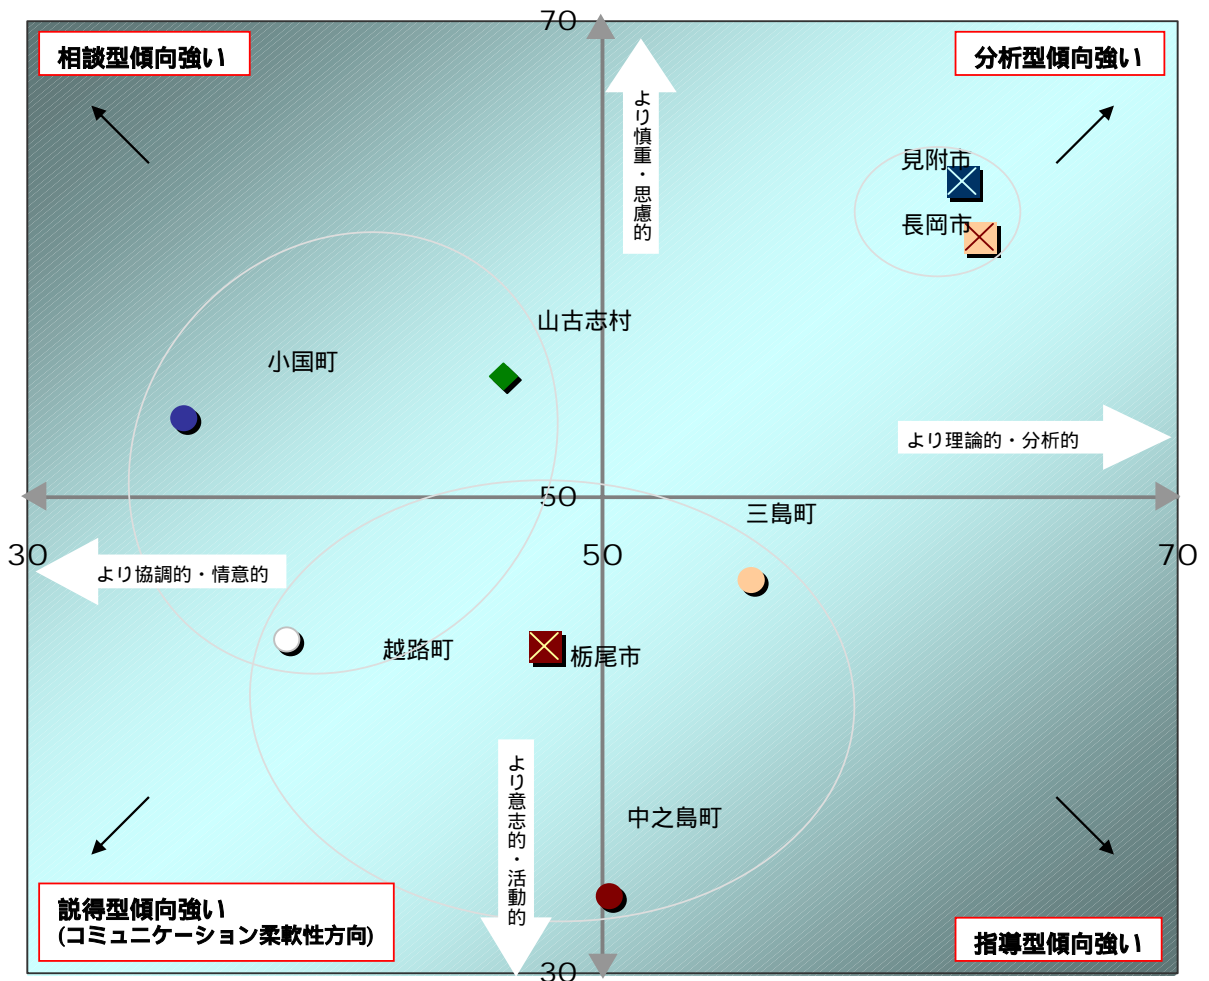 70
相談型傾向強い
分析型傾向強い
より慎重・思慮的
見附市
長岡市
山古志村
小国町
より理論的・分析的
50
三島町
30
50
70
より協調的・情意的
越路町
栃尾市
より意志的・活動的
中之島町
説得型傾向強い
(コミュニケーション柔軟性方向)
指導型傾向強い
30